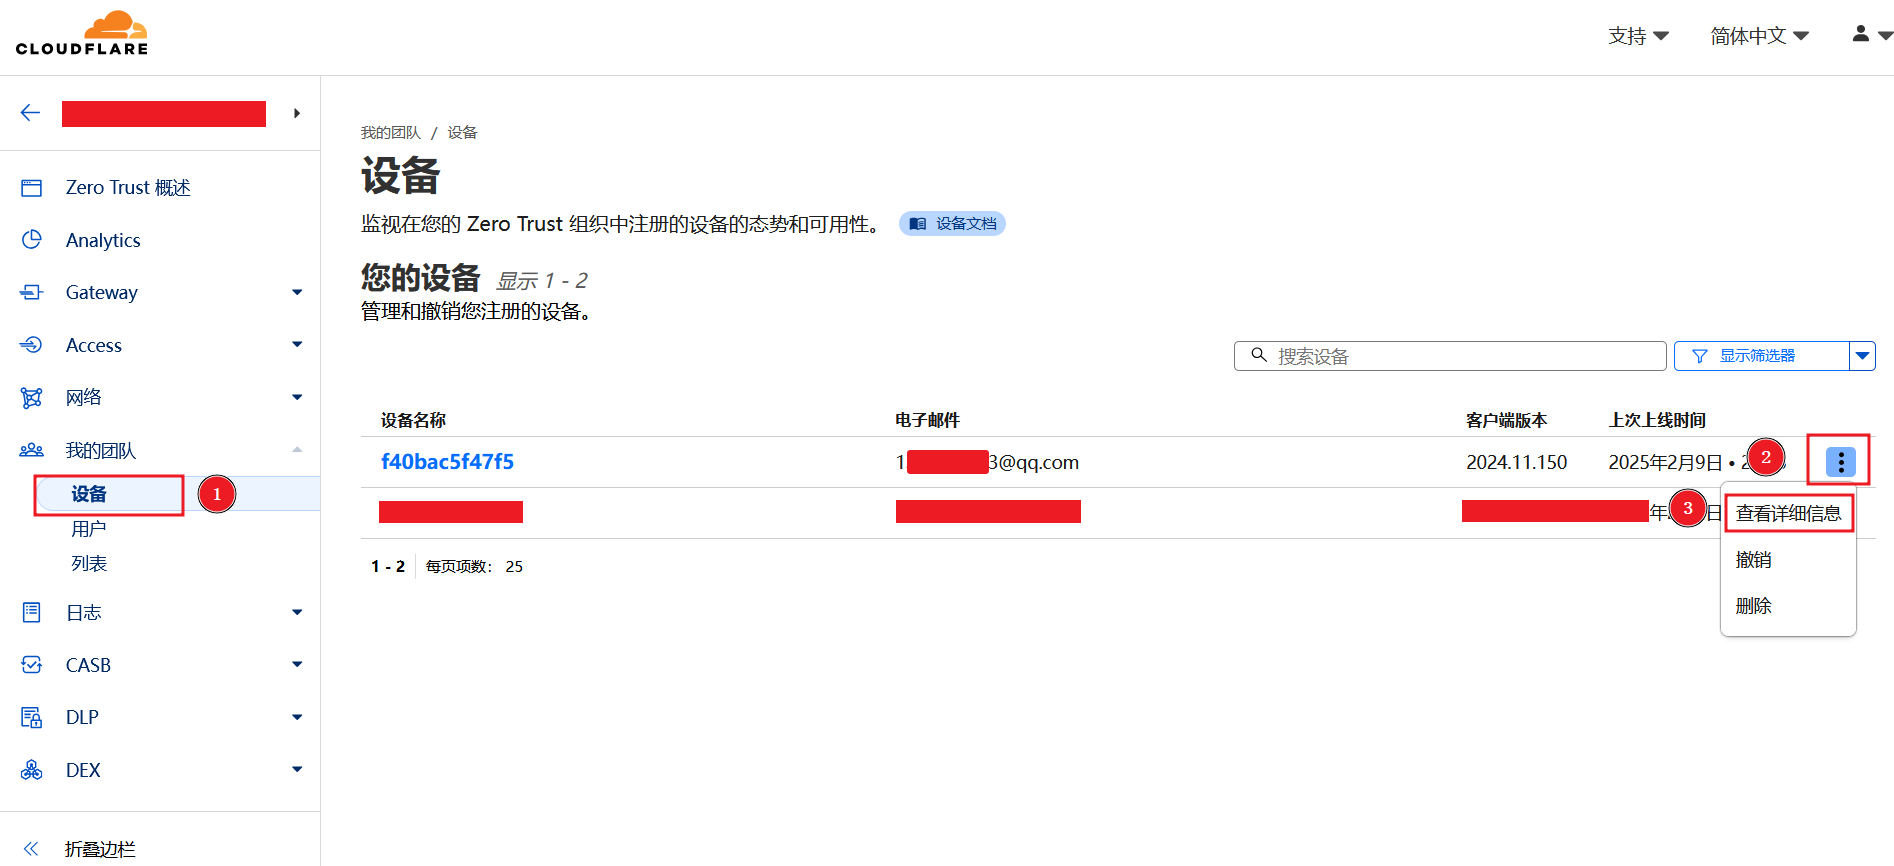 CLOUDFLARE
支持
简体中文
Zero Trust 概述
Analytics
Gateway
Access
网络
我的团队
设备
1
用户
列表
日志
CASB
DLP
DEX
折叠边栏
我的团队 / 设备
设备
监视在您的 Zero Trust 组织中注册的设备的态势和可用性。 设备文档
您的设备 显示 1 - 2
管理和撤销您注册的设备。
搜索设备
显示筛选器
设备名称 电子邮件 客户端版本 上次上线时间
f40bac5f47f5 1 3@qq.com 2024.11.150 2025年2月9日 • 2
2
年 日
3
查看详细信息
撤销
删除
1 - 2 每页项数: 25